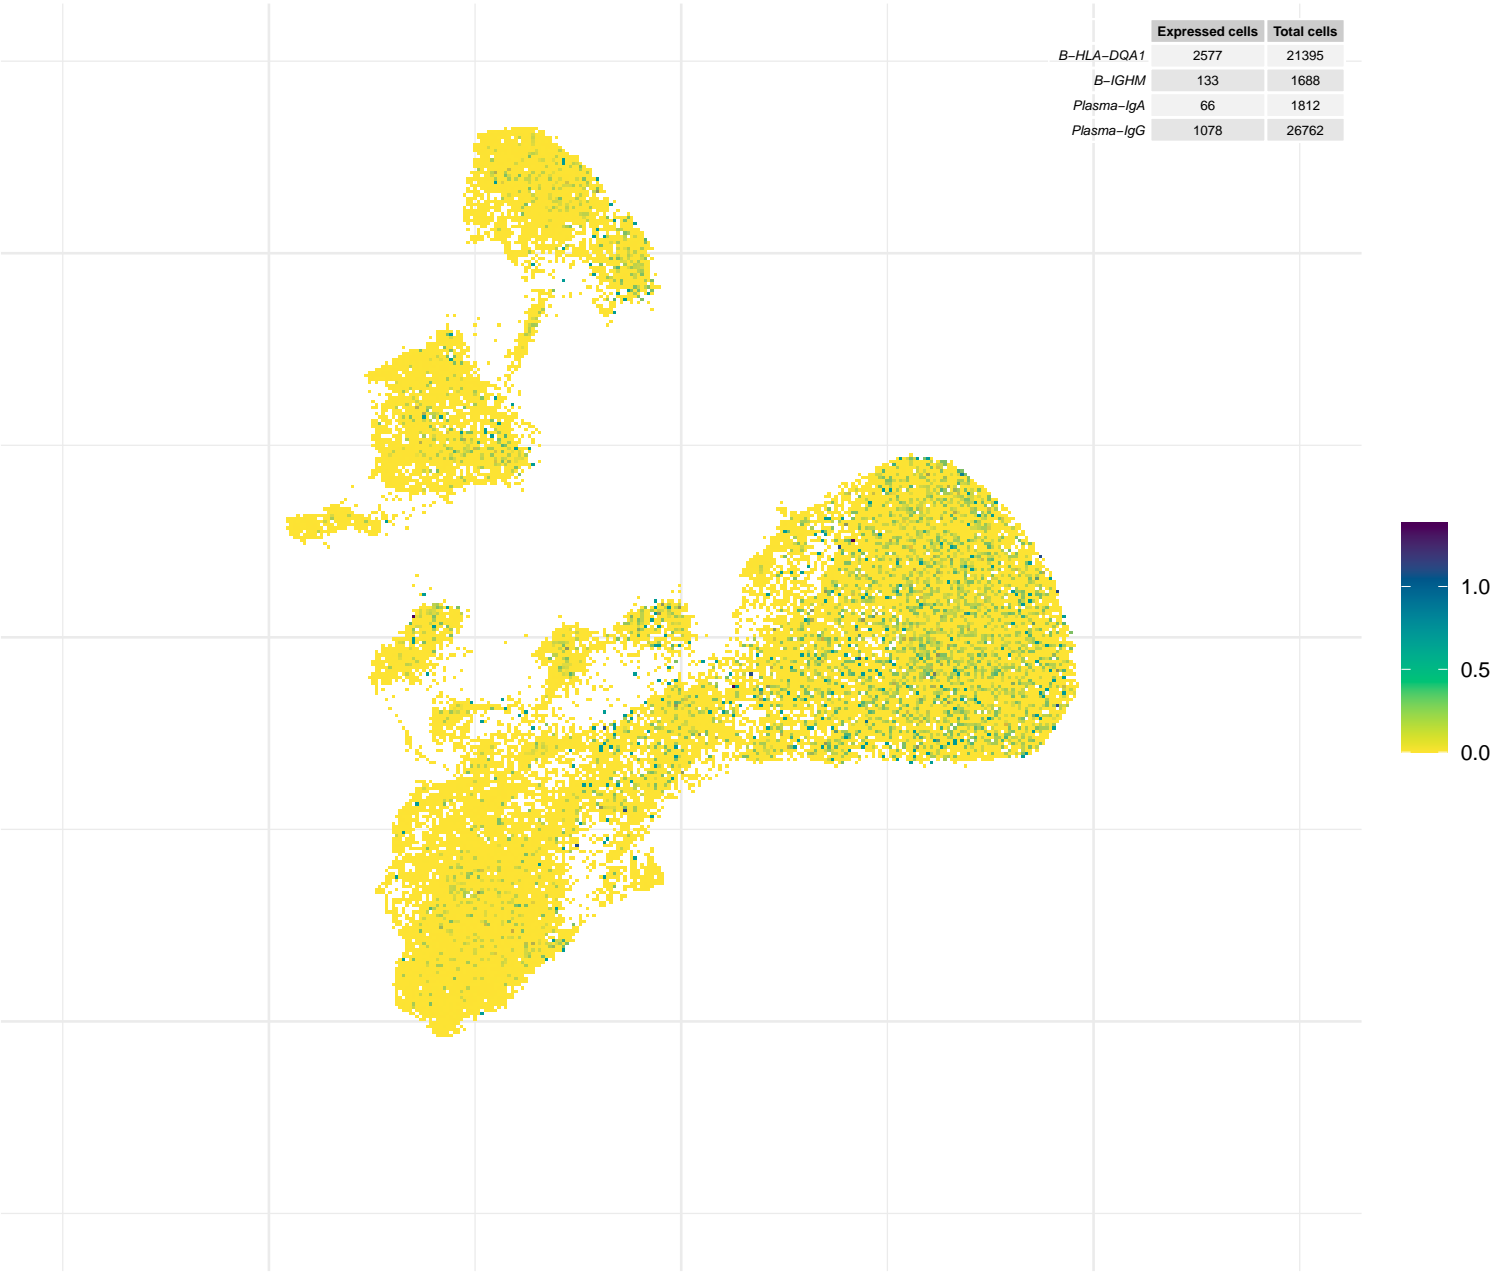 Expressed cells Total cells
B-HLA-DQA1 2577 21395
B-IGHM 133 1688
Plasma-IgA 66 1812
Plasma-IgG 1078 26762
1.0
0.5
0.0